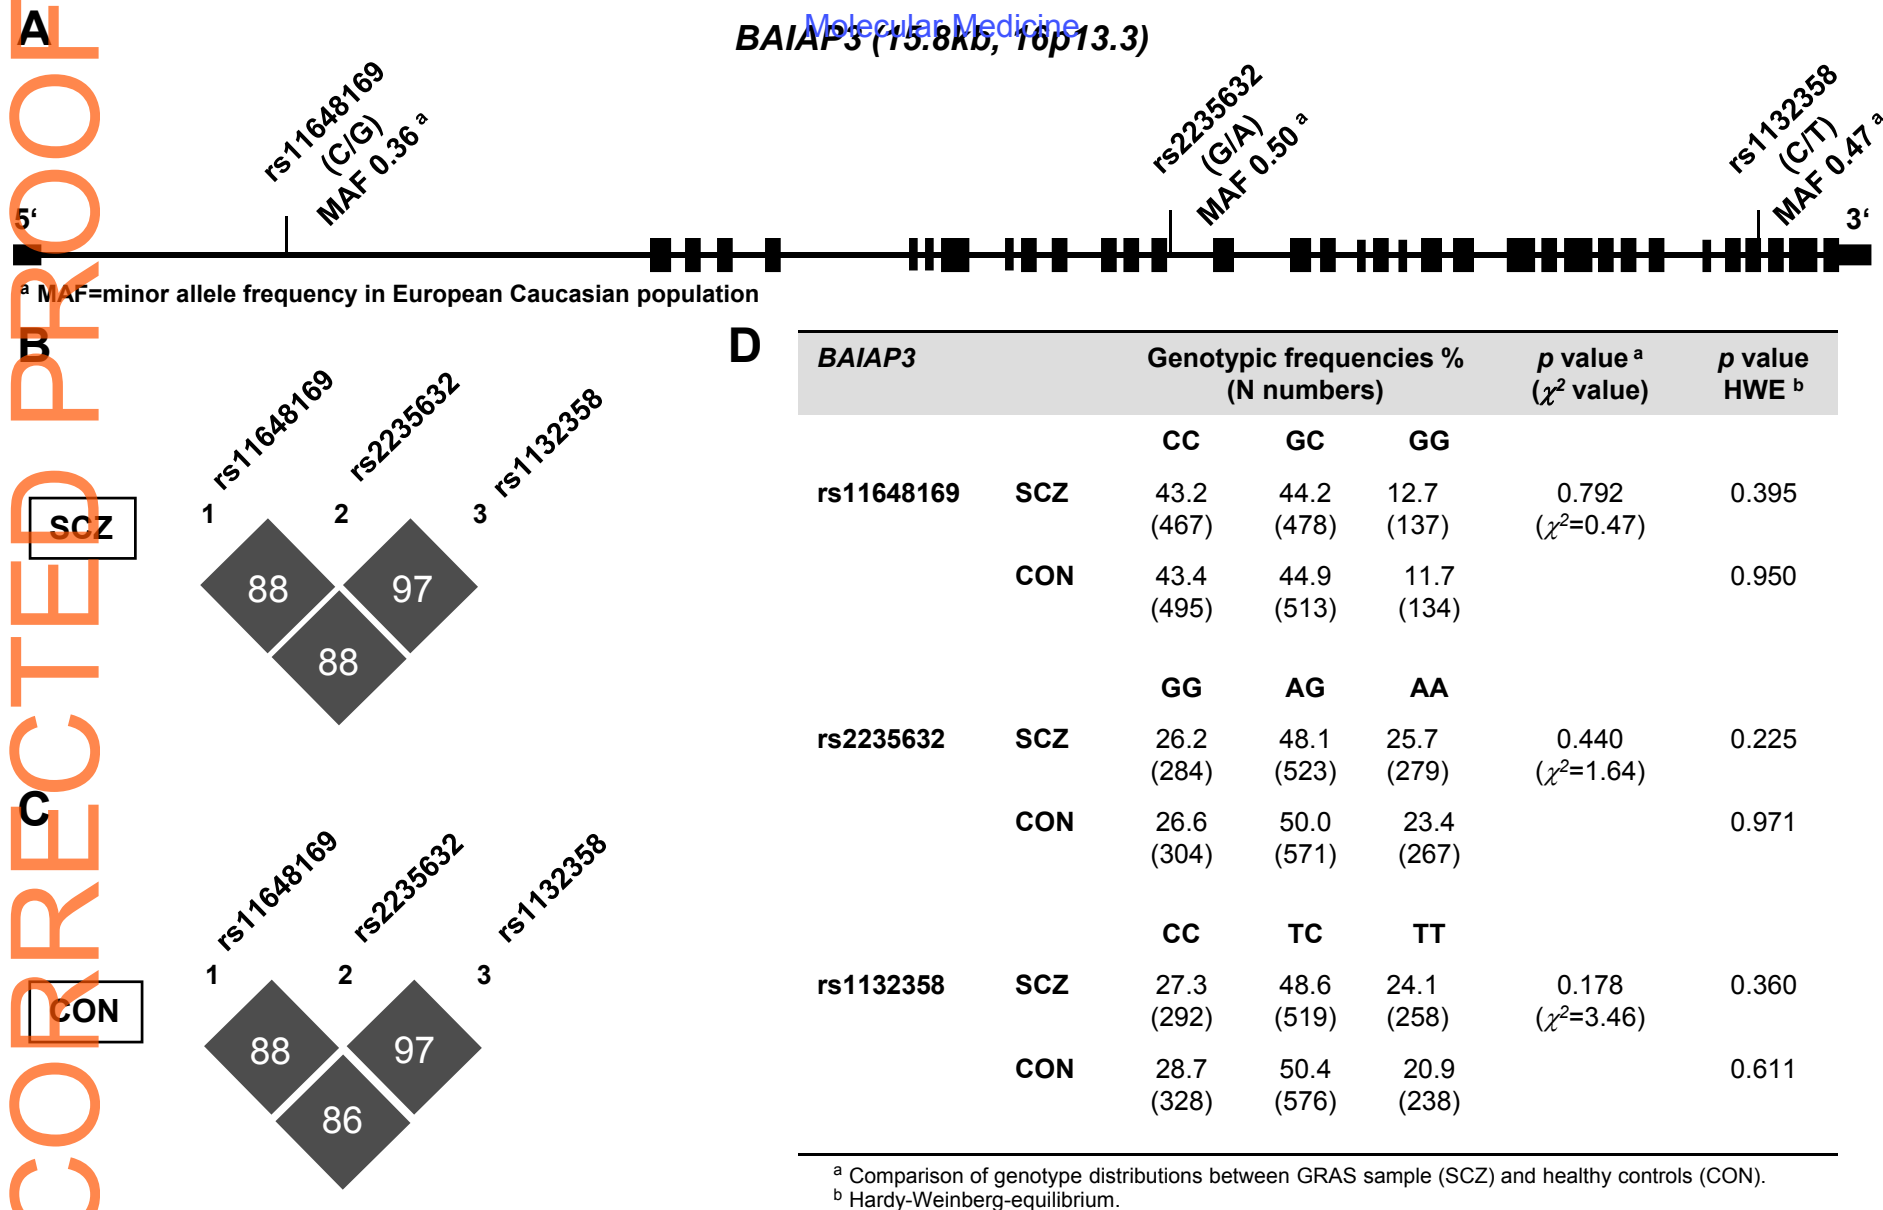 CORRECTED PROOF
Molecular Medicine
A
BAIAP3 (15.8kb, 16p13.3)
rs11648169
(C/G)
MAF 0.36 a
rs2235632
(G/A)
MAF 0.50 a
rs1132358
(C/T)
MAF 0.47 a
5‘
3‘
a MAF=minor allele frequency in European Caucasian population
B
rs11648169
rs2235632
rs1132358
1 2 3
SCZ
88 97
88
C
rs11648169
rs2235632
rs1132358
1 2 3
CON
88 97
86
D
BAIAP3 Genotypic frequencies % p value a p value
(N numbers) (χ2 value) HWE b
CC GC GG
rs11648169 SCZ 43.2 44.2 12.7 0.792 0.395
(467) (478) (137) (χ2=0.47)
CON 43.4 44.9 11.7 0.950
(495) (513) (134)
GG AG AA
rs2235632 SCZ 26.2 48.1 25.7 0.440 0.225
(284) (523) (279) (χ2=1.64)
CON 26.6 50.0 23.4 0.971
(304) (571) (267)
CC TC TT
rs1132358 SCZ 27.3 48.6 24.1 0.178 0.360
(292) (519) (258) (χ2=3.46)
CON 28.7 50.4 20.9 0.611
(328) (576) (238)
a Comparison of genotype distributions between GRAS sample (SCZ) and healthy controls (CON).
b Hardy-Weinberg-equilibrium.